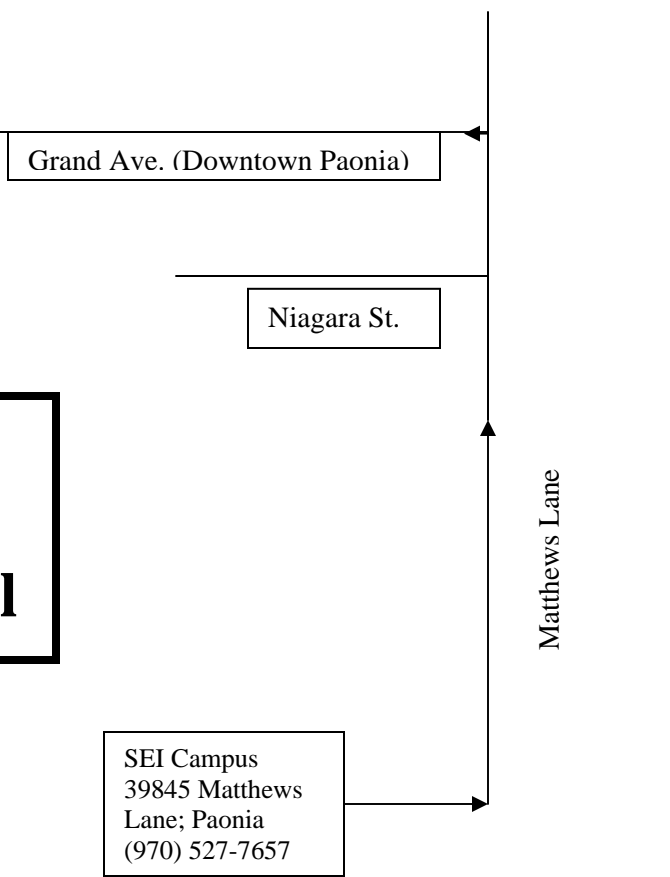 Grand Ave. (Downtown Paonia)
Niagara St.
Matthews Lane
l
SEI Campus
39845 Matthews
Lane; Paonia
(970) 527-7657